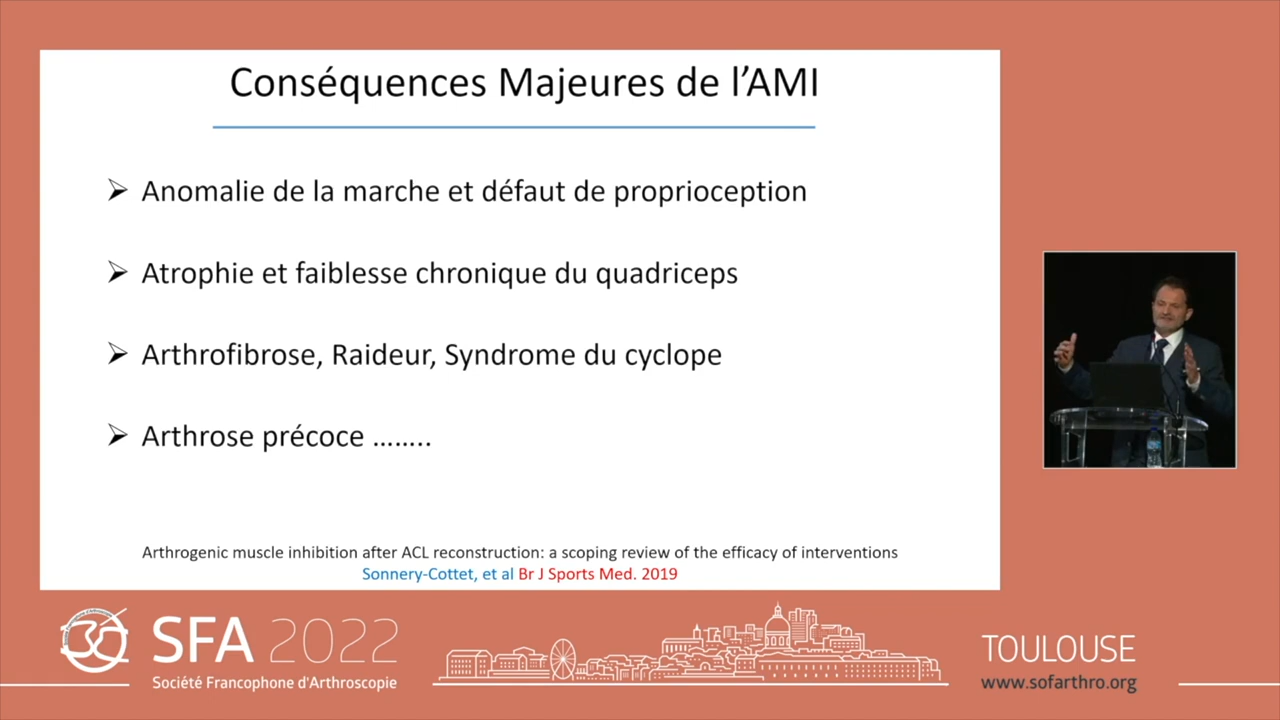 Conséquences Majeures de l'AMI
Anomalie de la marche et défaut de proprioception
Atrophie et faiblesse chronique du quadriceps
Arthrofibrose, Raideur, Syndrome du cyclope
Arthrose précoce ……..
Arthrogenic muscle inhibition after ACL reconstruction: a scoping review of the efficacy of interventions
Sonnery-Cottet, et al Br J Sports Med. 2019
30
SFA 2022
Société Francophone d'Arthroscopie
TOULOUSE
www.sofarthro.org